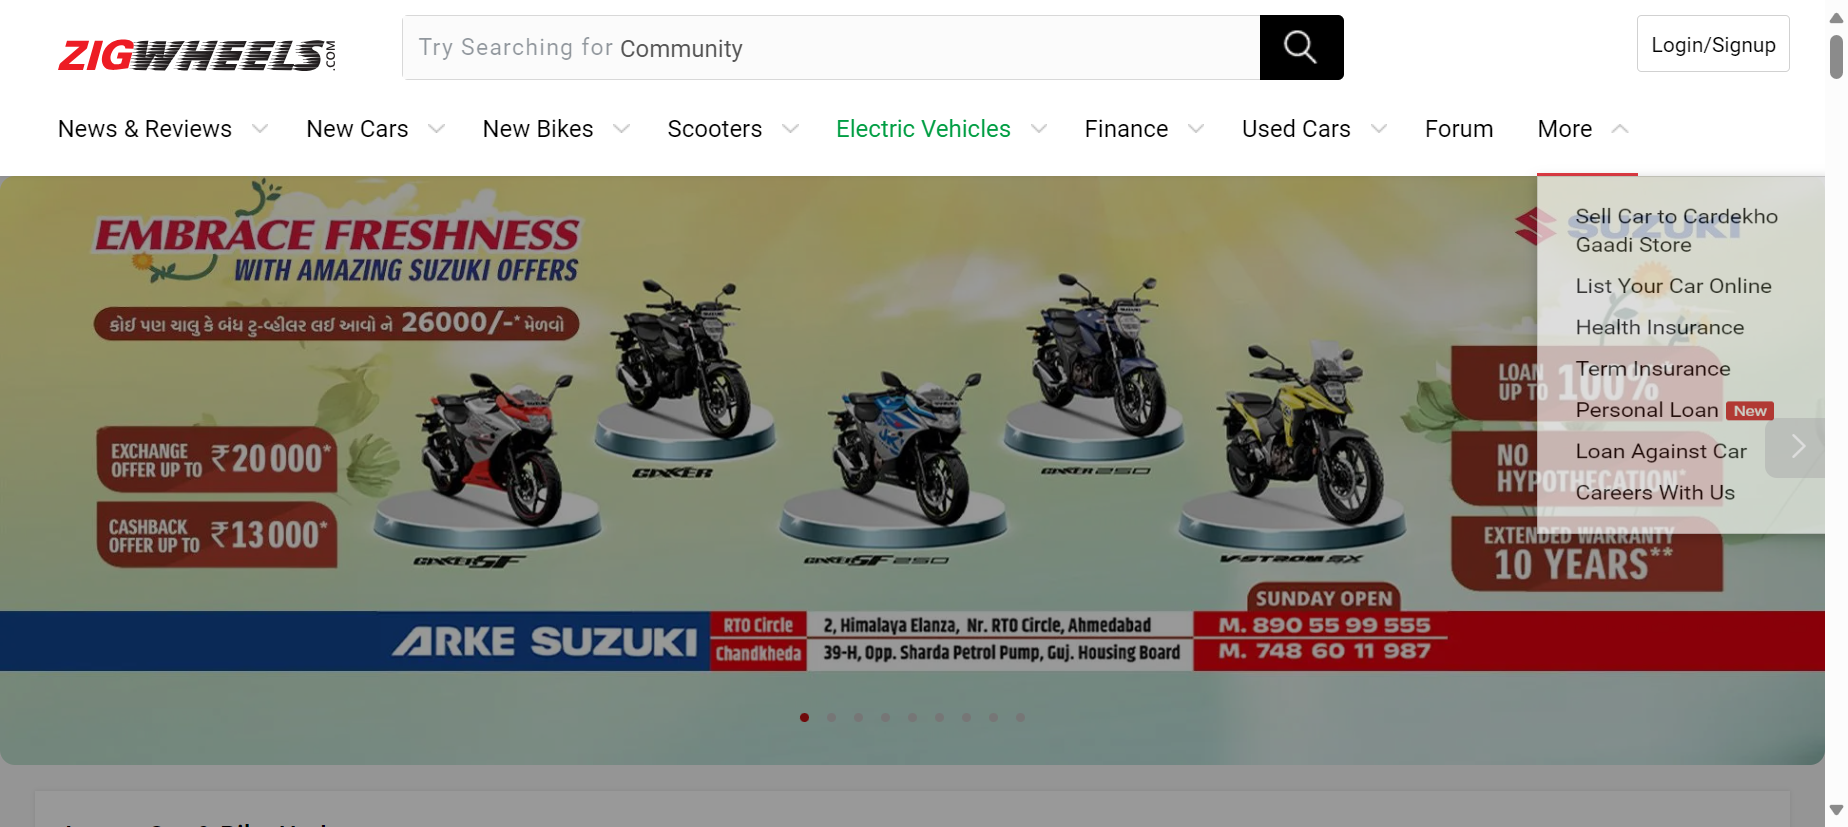 ZIGWHEELS.COM
Try Searching for Community
Login/Signup
News & Reviews
New Cars
New Bikes
Scooters
Electric Vehicles
Finance
Used Cars
Forum
More
EMBRACE FRESHNESS
WITH AMAZING SUZUKI OFFERS
કોઈ પણ ચાલુ કે બંધ ટુ-વ્હીલર લઈ આવો ને 26000/-* મેળવો
EXCHANGE
OFFER UP TO ₹20000*
CASHBACK
OFFER UP TO ₹13000*
GIXXER SF
GIXXER
GIXXER SF 250
GIXXER 250
V-STROM SX
SUZUKI
LOAN
UP TO 100%
NO
HYPOTHECATION*
EXTENDED WARRANTY
10 YEARS**
Sell Car to Cardekho
Gaadi Store
List Your Car Online
Health Insurance
Term Insurance
Personal Loan New
Loan Against Car
Careers With Us
SUNDAY OPEN
ARKE SUZUKI
RTO Circle 2, Himalaya Elanza, Nr. RTO Circle, Ahmedabad M. 890 55 99 555
Chandkheda 39-H, Opp. Sharda Petrol Pump, Guj. Housing Board M. 748 60 11 987